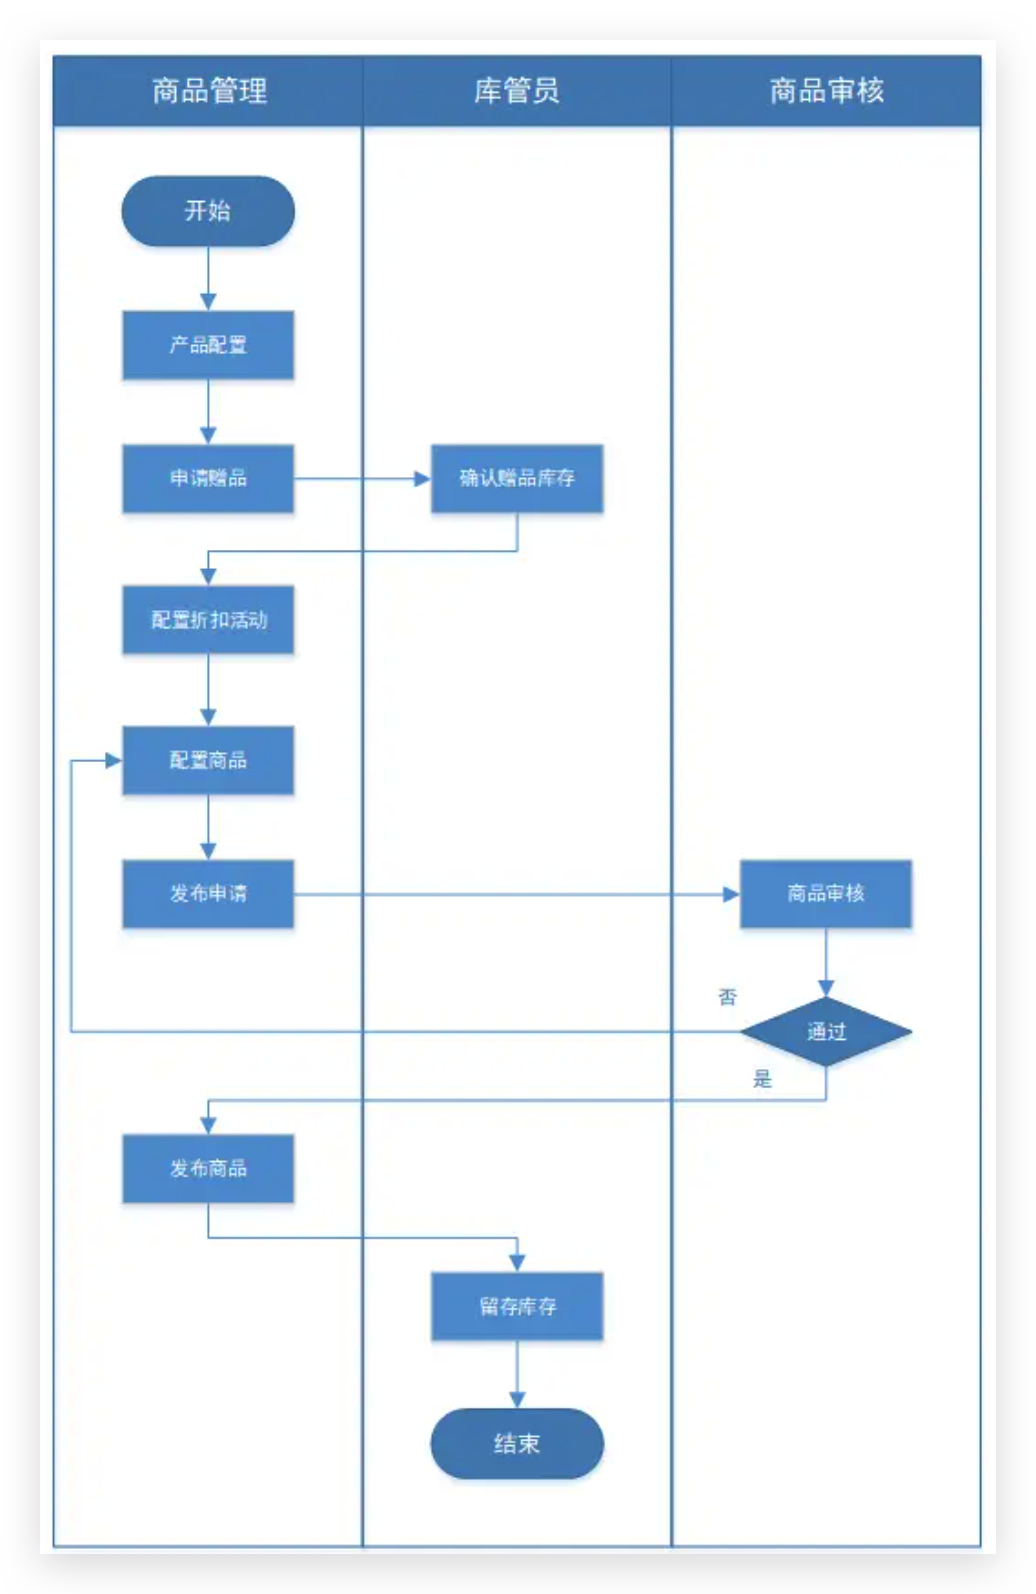 商品管理
库管员
商品审核
开始
产品配置
申请赠品
确认赠品库存
配置折扣活动
配置商品
发布申请
商品审核
否
通过
是
发布商品
留存库存
结束